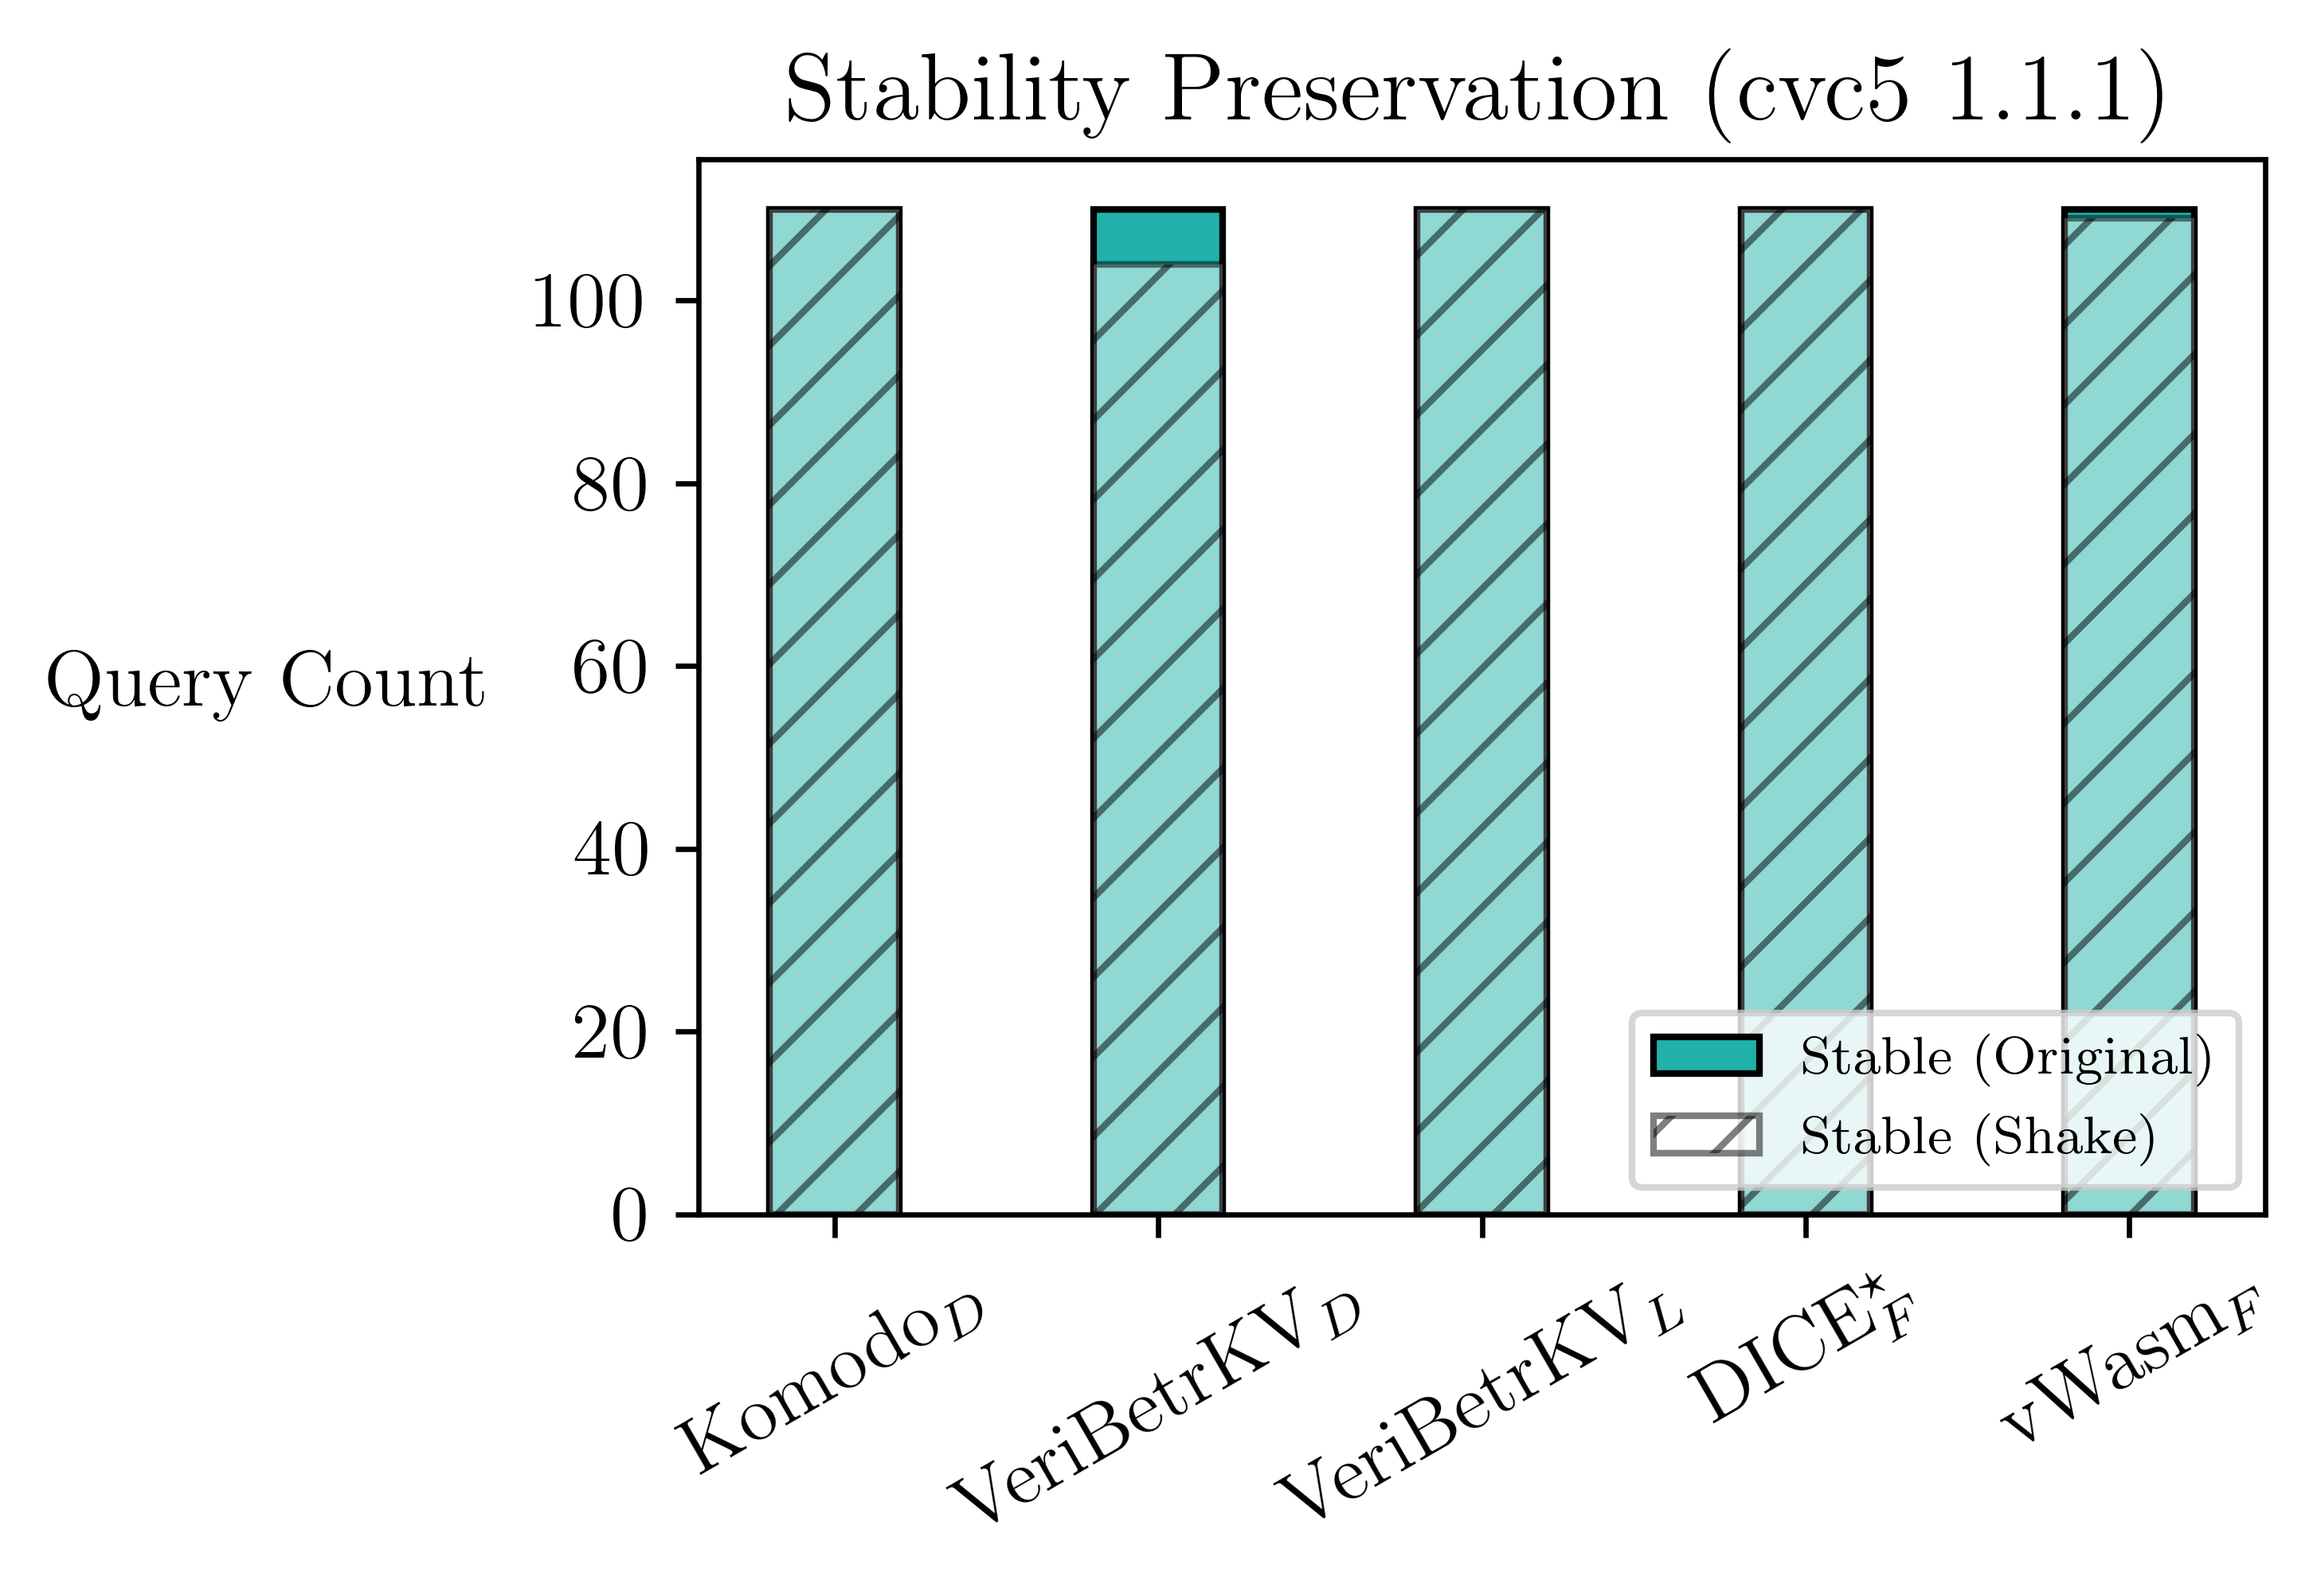 Stability Preservation (cvc5 1.1.1)
Query Count
100
80
60
40
20
0
Stable (Original)
Stable (Shake)
Komodo_D
VeriBetrKV_D
VeriBetrKV_L
DICE^⋆_F
vWasm_F